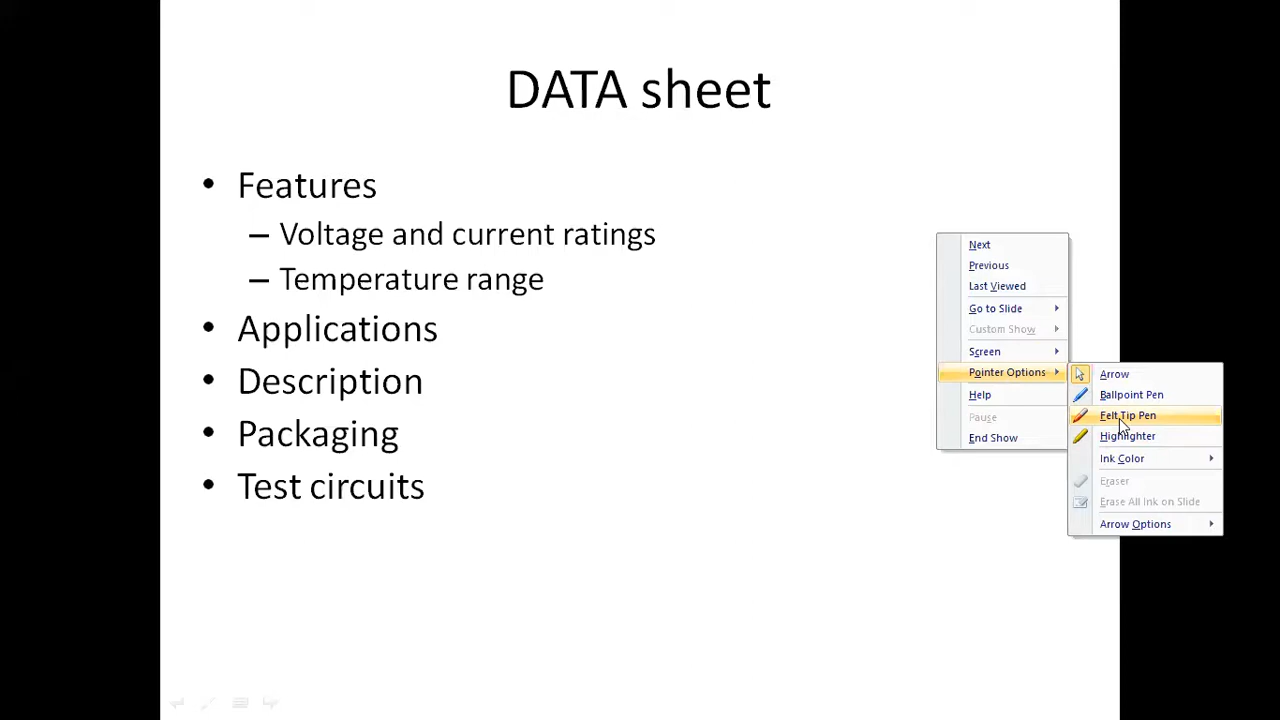 DATA sheet
• Features
– Voltage and current ratings
– Temperature range
• Applications
• Description
• Packaging
• Test circuits
Next
Previous
Last Viewed
Go to Slide
Custom Show
Screen
Pointer Options
Help
Pause
End Show
Arrow
Ballpoint Pen
Felt Tip Pen
Highlighter
Ink Color
Eraser
Erase All Ink on Slide
Arrow Options